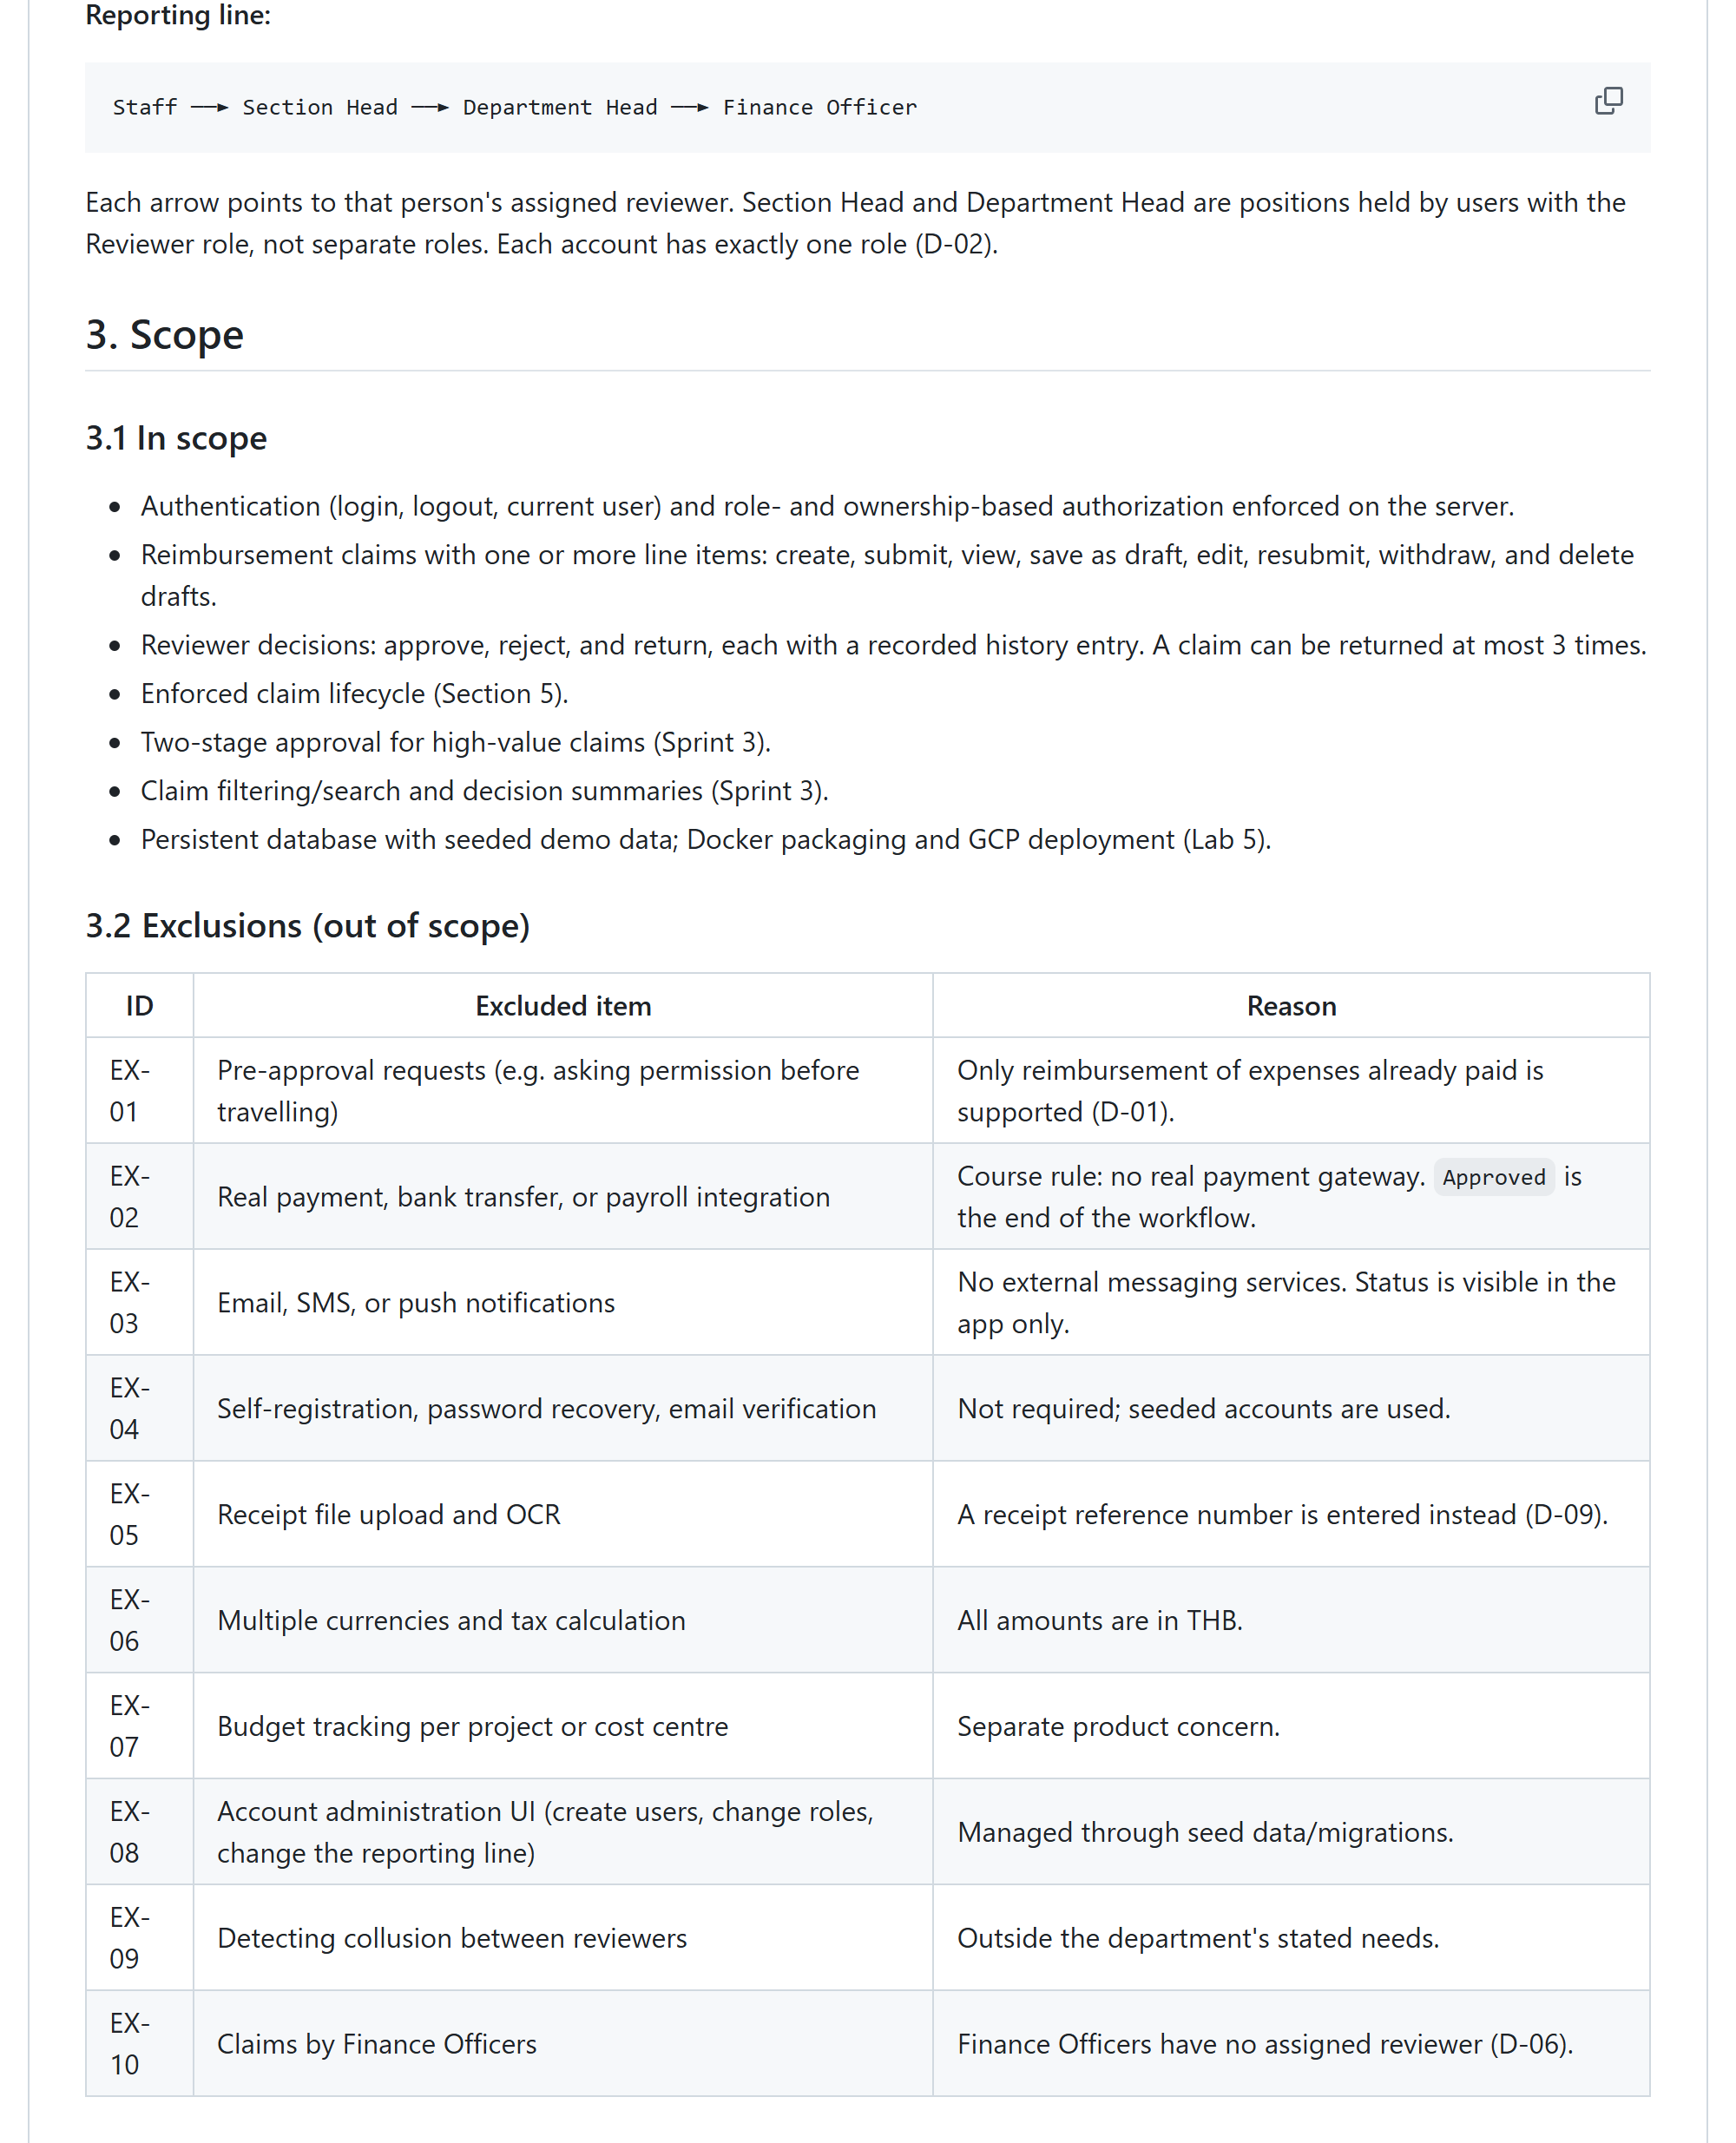 Reporting line:
Staff ──► Section Head ──► Department Head ──► Finance Officer
Each arrow points to that person's assigned reviewer. Section Head and Department Head are positions held by users with the
Reviewer role, not separate roles. Each account has exactly one role (D-02).
3. Scope
3.1 In scope
• Authentication (login, logout, current user) and role- and ownership-based authorization enforced on the server.
• Reimbursement claims with one or more line items: create, submit, view, save as draft, edit, resubmit, withdraw, and delete
drafts.
• Reviewer decisions: approve, reject, and return, each with a recorded history entry. A claim can be returned at most 3 times.
• Enforced claim lifecycle (Section 5).
• Two-stage approval for high-value claims (Sprint 3).
• Claim filtering/search and decision summaries (Sprint 3).
• Persistent database with seeded demo data; Docker packaging and GCP deployment (Lab 5).
3.2 Exclusions (out of scope)
ID Excluded item Reason
EX-
01
Pre-approval requests (e.g. asking permission before
travelling)
Only reimbursement of expenses already paid is
supported (D-01).
EX-
02
Real payment, bank transfer, or payroll integration
Course rule: no real payment gateway. Approved is
the end of the workflow.
EX-
03
Email, SMS, or push notifications
No external messaging services. Status is visible in the
app only.
EX-
04
Self-registration, password recovery, email verification
Not required; seeded accounts are used.
EX-
05
Receipt file upload and OCR
A receipt reference number is entered instead (D-09).
EX-
06
Multiple currencies and tax calculation
All amounts are in THB.
EX-
07
Budget tracking per project or cost centre
Separate product concern.
EX-
08
Account administration UI (create users, change roles,
change the reporting line)
Managed through seed data/migrations.
EX-
09
Detecting collusion between reviewers
Outside the department's stated needs.
EX-
10
Claims by Finance Officers
Finance Officers have no assigned reviewer (D-06).